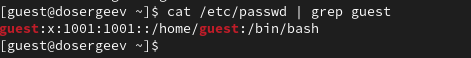 [guest@dosergeev ~]$ cat /etc/passwd | grep guest
guest:x:1001:1001::/home/guest:/bin/bash
[guest@dosergeev ~]$